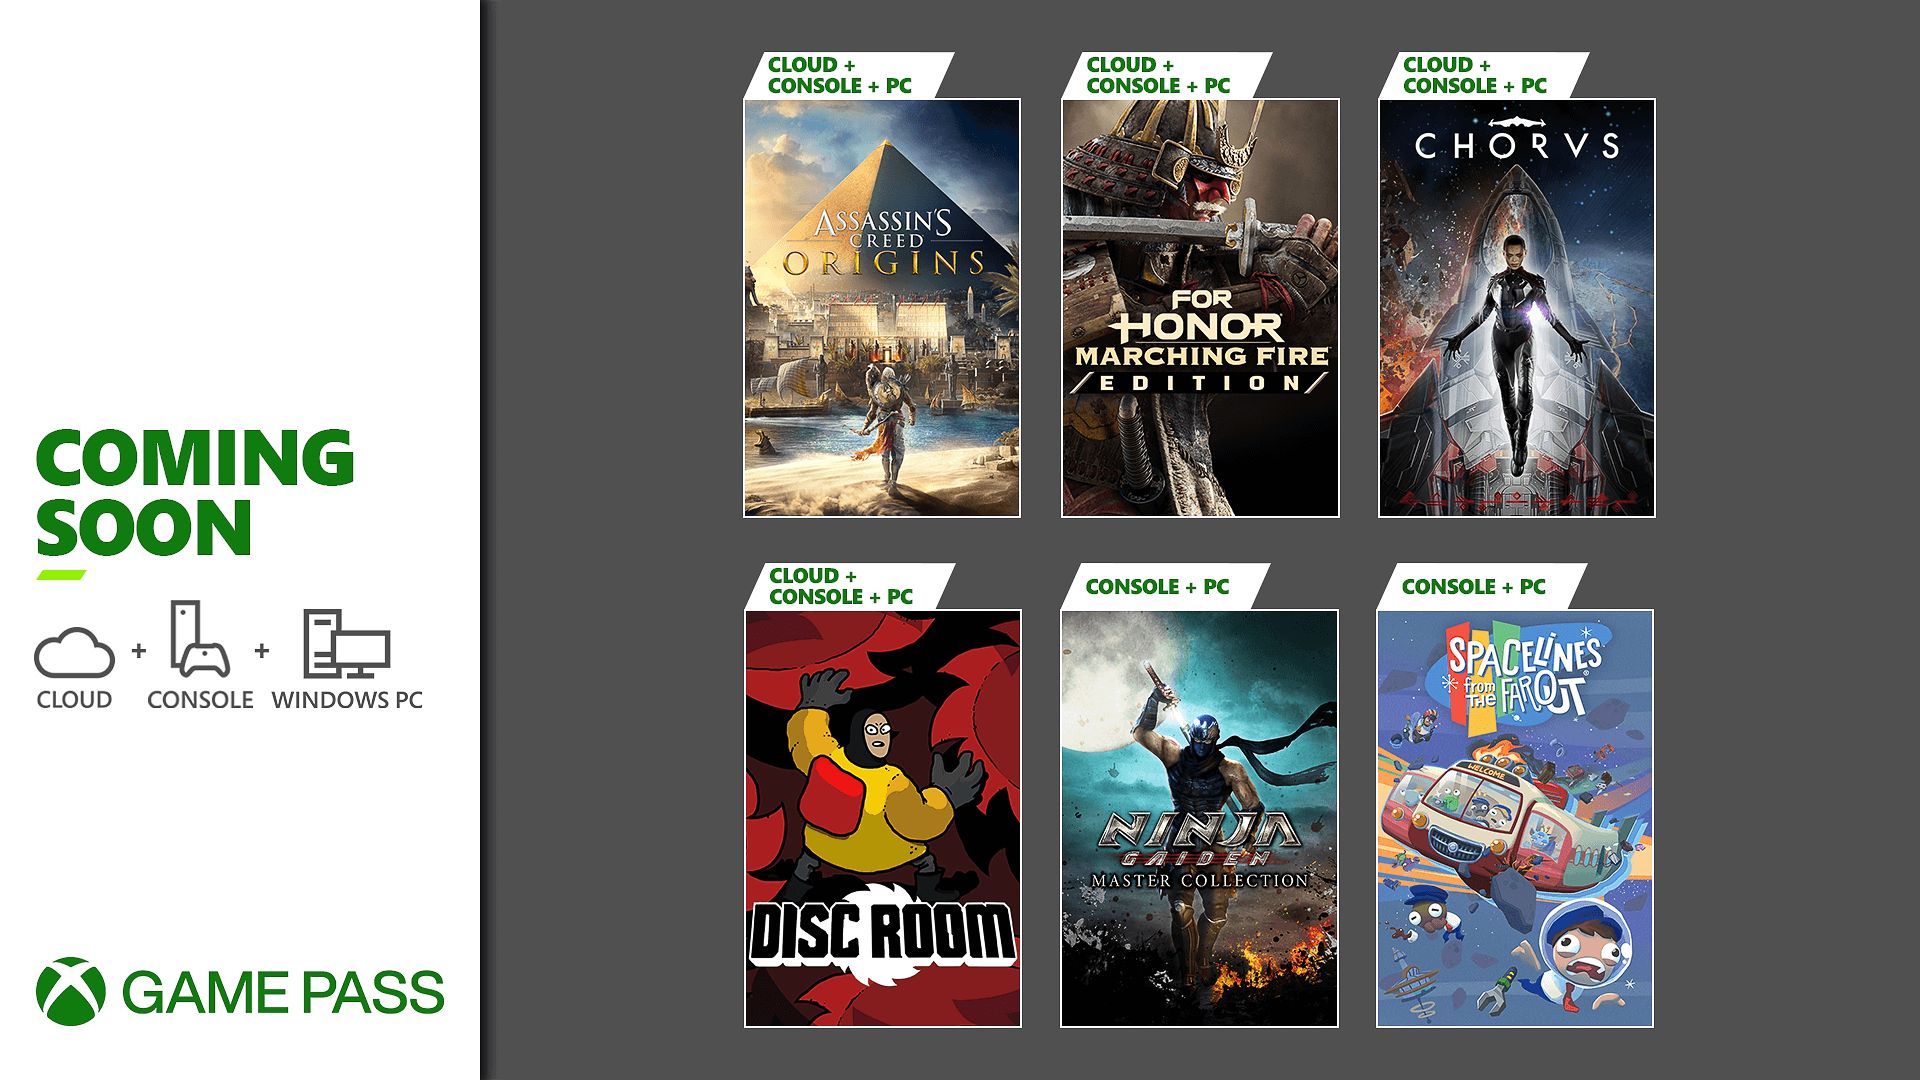 COMING
SOON
CLOUD + CONSOLE + WINDOWS PC
GAME PASS
CLOUD +
CONSOLE + PC
ASSASSIN'S
CREED
ORIGINS
CLOUD +
CONSOLE + PC
FOR
HONOR
MARCHING FIRE
EDITION
CLOUD +
CONSOLE + PC
CHORVS
CLOUD +
CONSOLE + PC
DISC ROOM
CONSOLE + PC
NINJA
GAIDEN
MASTER COLLECTION
CONSOLE + PC
SPACELINES
from
THE FAR OUT
WELCOME